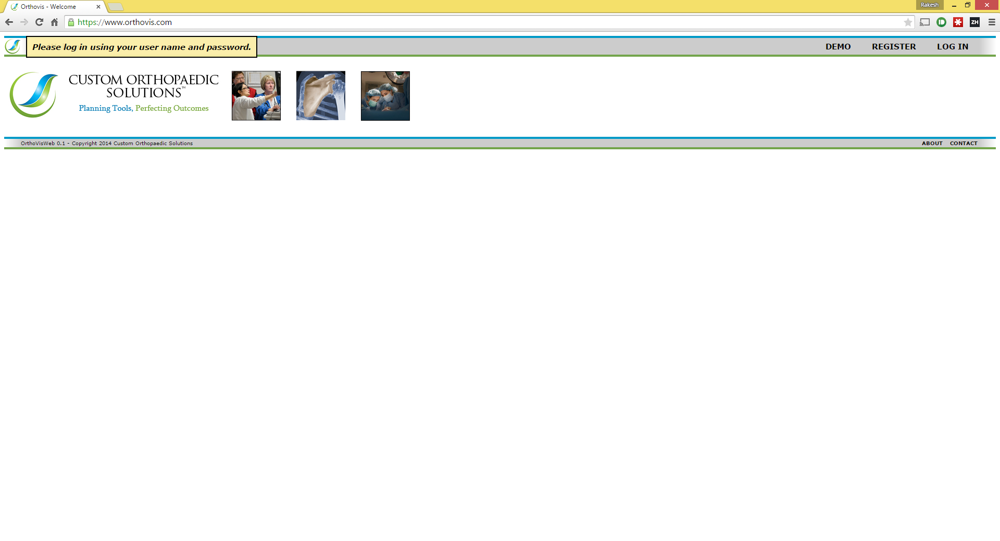 Orthovis - Welcome
Rakesh
https://www.orthovis.com
ZH
Please log in using your user name and password.
DEMO REGISTER LOG IN
CUSTOM ORTHOPAEDIC
SOLUTIONS™
Planning Tools, Perfecting Outcomes
OrthoVisWeb 0.1 - Copyright 2014 Custom Orthopaedic Solutions
ABOUT CONTACT